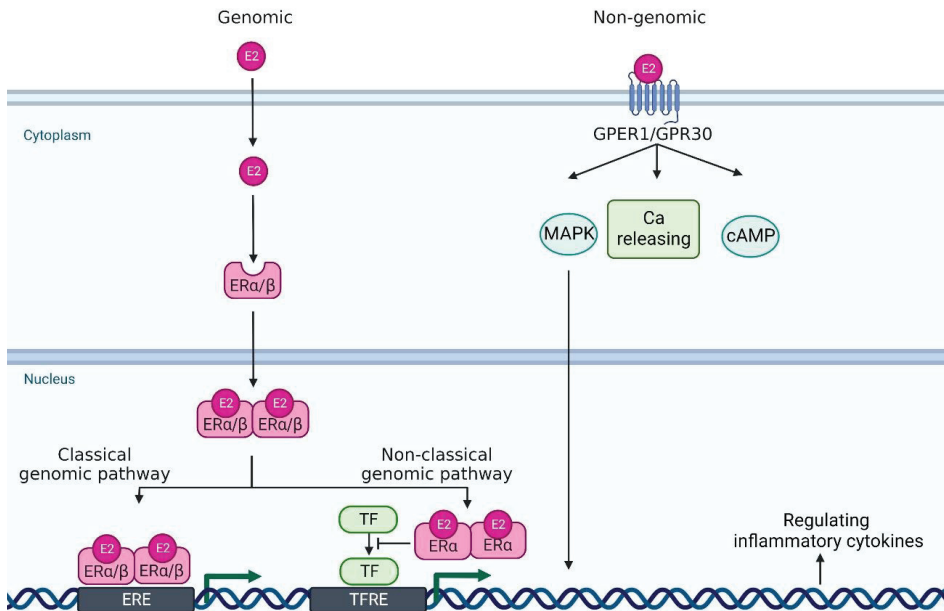 Genomic
Non-genomic
E2
E2
Cytoplasm
GPER1/GPR30
E2
MAPK
Ca
releasing
cAMP
ERα/β
Nucleus
E2
E2
ERα/β
ERα/β
Classical
genomic pathway
Non-classical
genomic pathway
TF
E2
E2
ERα
ERα
Regulating
inflammatory cytokines
E2
E2
ERα/β
ERα/β
TF
ERE
TFRE